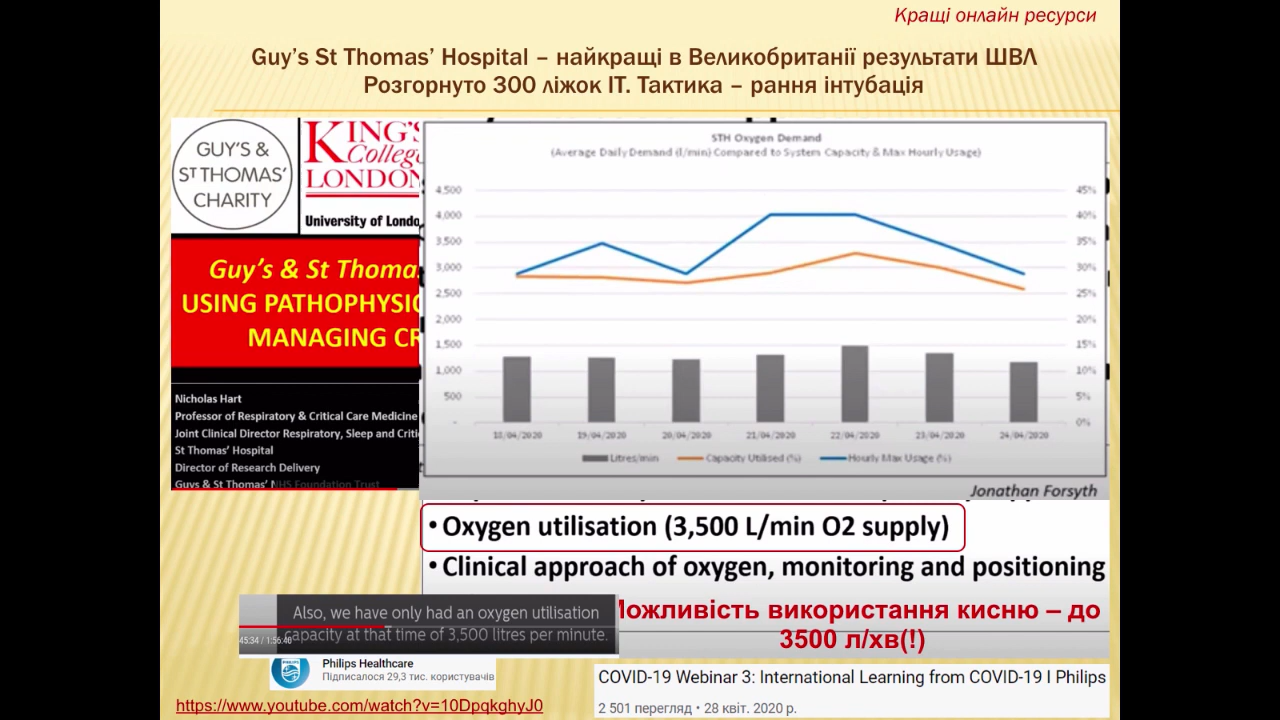 Кращі онлайн ресурси
Guy's St Thomas' Hospital – найкращі в Великобританії результати ШВЛ
Розгорнуто 300 ліжок ІТ. Тактика – рання інтубація
GUY'S &
ST THOMAS'
CHARITY
KING'S
College
LONDON
University of Londo
Guy's & St Thomas
USING PATHOPHYSIO
MANAGING CR
Nicholas Hart
Professor of Respiratory & Critical Care Medicine
Joint Clinical Director Respiratory, Sleep and Criti
St Thomas' Hospital
Director of Research Delivery
Guys & St Thomas' NHS Foundation Trust
STH Oxygen Demand
(Average Daily Demand (l/min) Compared to System Capacity & Max Hourly Usage)
4,500 45%
4,000 40%
3,500 35%
3,000 30%
2,500 25%
2,000 20%
1,500 15%
1,000 10%
500 5%
- 0%
18/04/2020 19/04/2020 20/04/2020 21/04/2020 22/04/2020 23/04/2020 24/04/2020
Litres/min Capacity Utilised (%) Hourly Max Usage (%)
Jonathan Forsyth
• Oxygen utilisation (3,500 L/min O2 supply)
• Clinical approach of oxygen, monitoring and positioning
Можливість використання кисню – до
3500 л/хв(!)
Also, we have only had an oxygen utilisation
capacity at that time of 3,500 litres per minute.
45:34 / 1:56:40
PHILIPS
Philips Healthcare
Підписалося 29,3 тис. користувачів
COVID-19 Webinar 3: International Learning from COVID-19 I Philips
2 501 перегляд • 28 квіт. 2020 р.
https://www.youtube.com/watch?v=10DpqkghyJ0